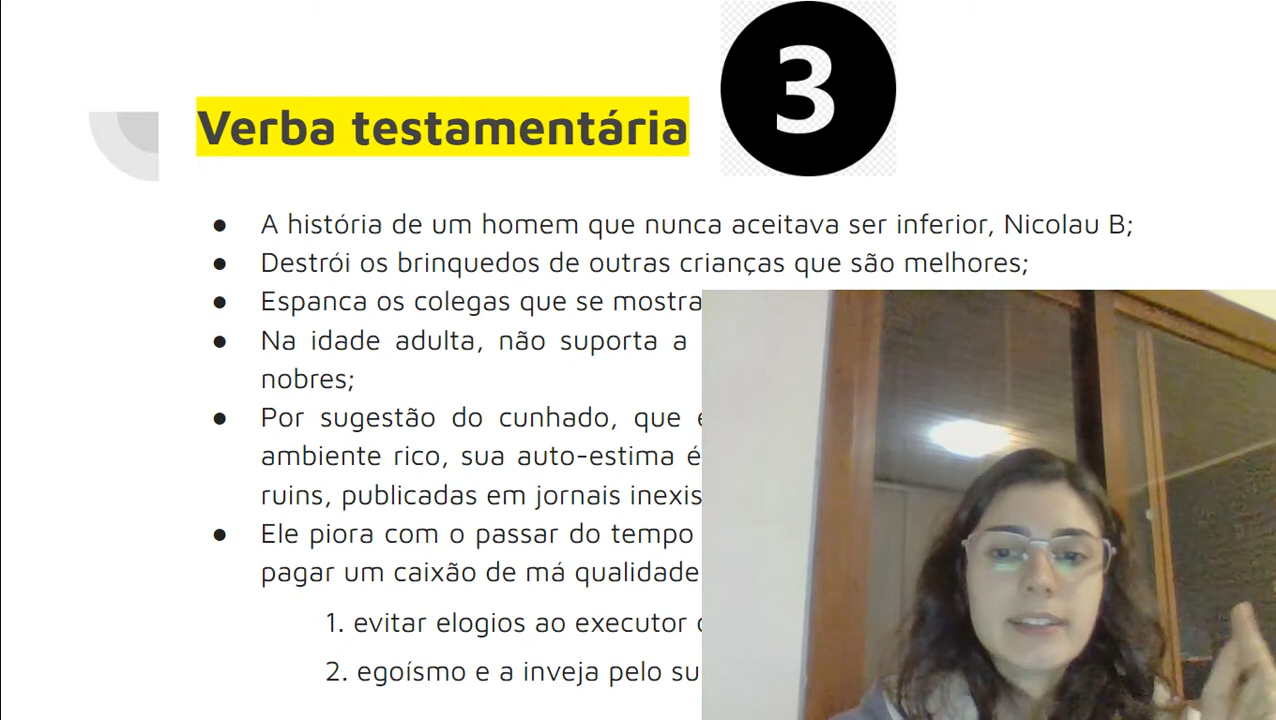 3
Verba testamentária
● A história de um homem que nunca aceitava ser inferior, Nicolau B;
● Destrói os brinquedos de outras crianças que são melhores;
● Espanca os colegas que se mostra
● Na idade adulta, não suporta a
nobres;
● Por sugestão do cunhado, que
ambiente rico, sua auto-estima é
ruins, publicadas em jornais inexis
● Ele piora com o passar do tempo
pagar um caixão de má qualidade
1. evitar elogios ao executor
2. egoísmo e a inveja pelo su